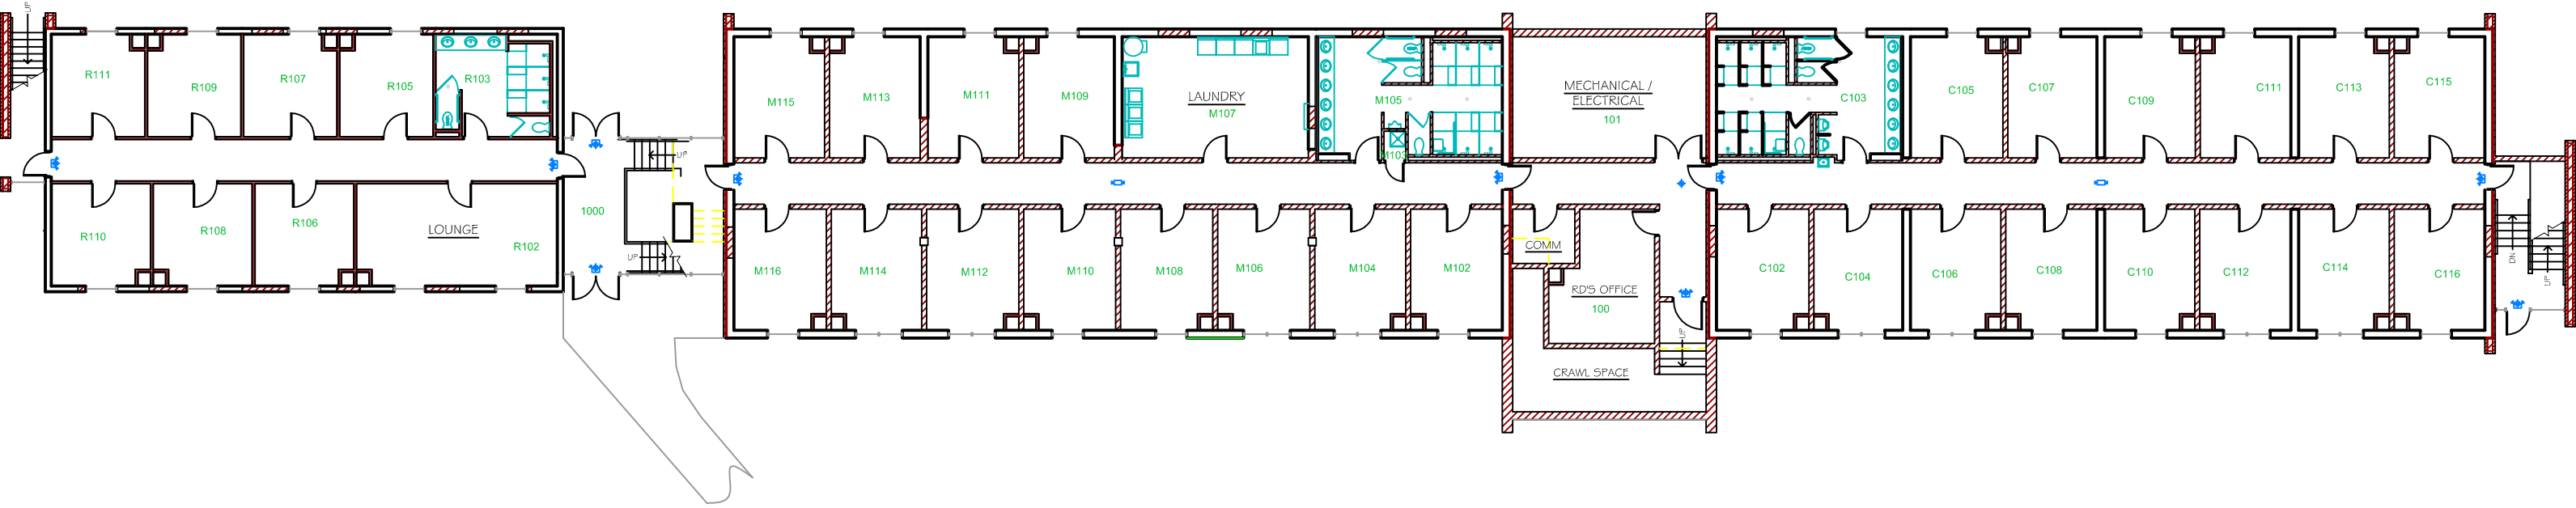 UP
R111
R109
R107
R105
R103
R110
R108
R106
LOUNGE
R102
1000
UP
UP
M115
M113
M111
M109
LAUNDRY
M107
M105
M103
M116
M114
M112
M110
M108
M106
M104
M102
MECHANICAL /
ELECTRICAL
101
COMM
RD'S OFFICE
100
UP
CRAWL SPACE
C103
C105
C107
C109
C111
C113
C115
C102
C104
C106
C108
C110
C112
C114
C116
DN
UP